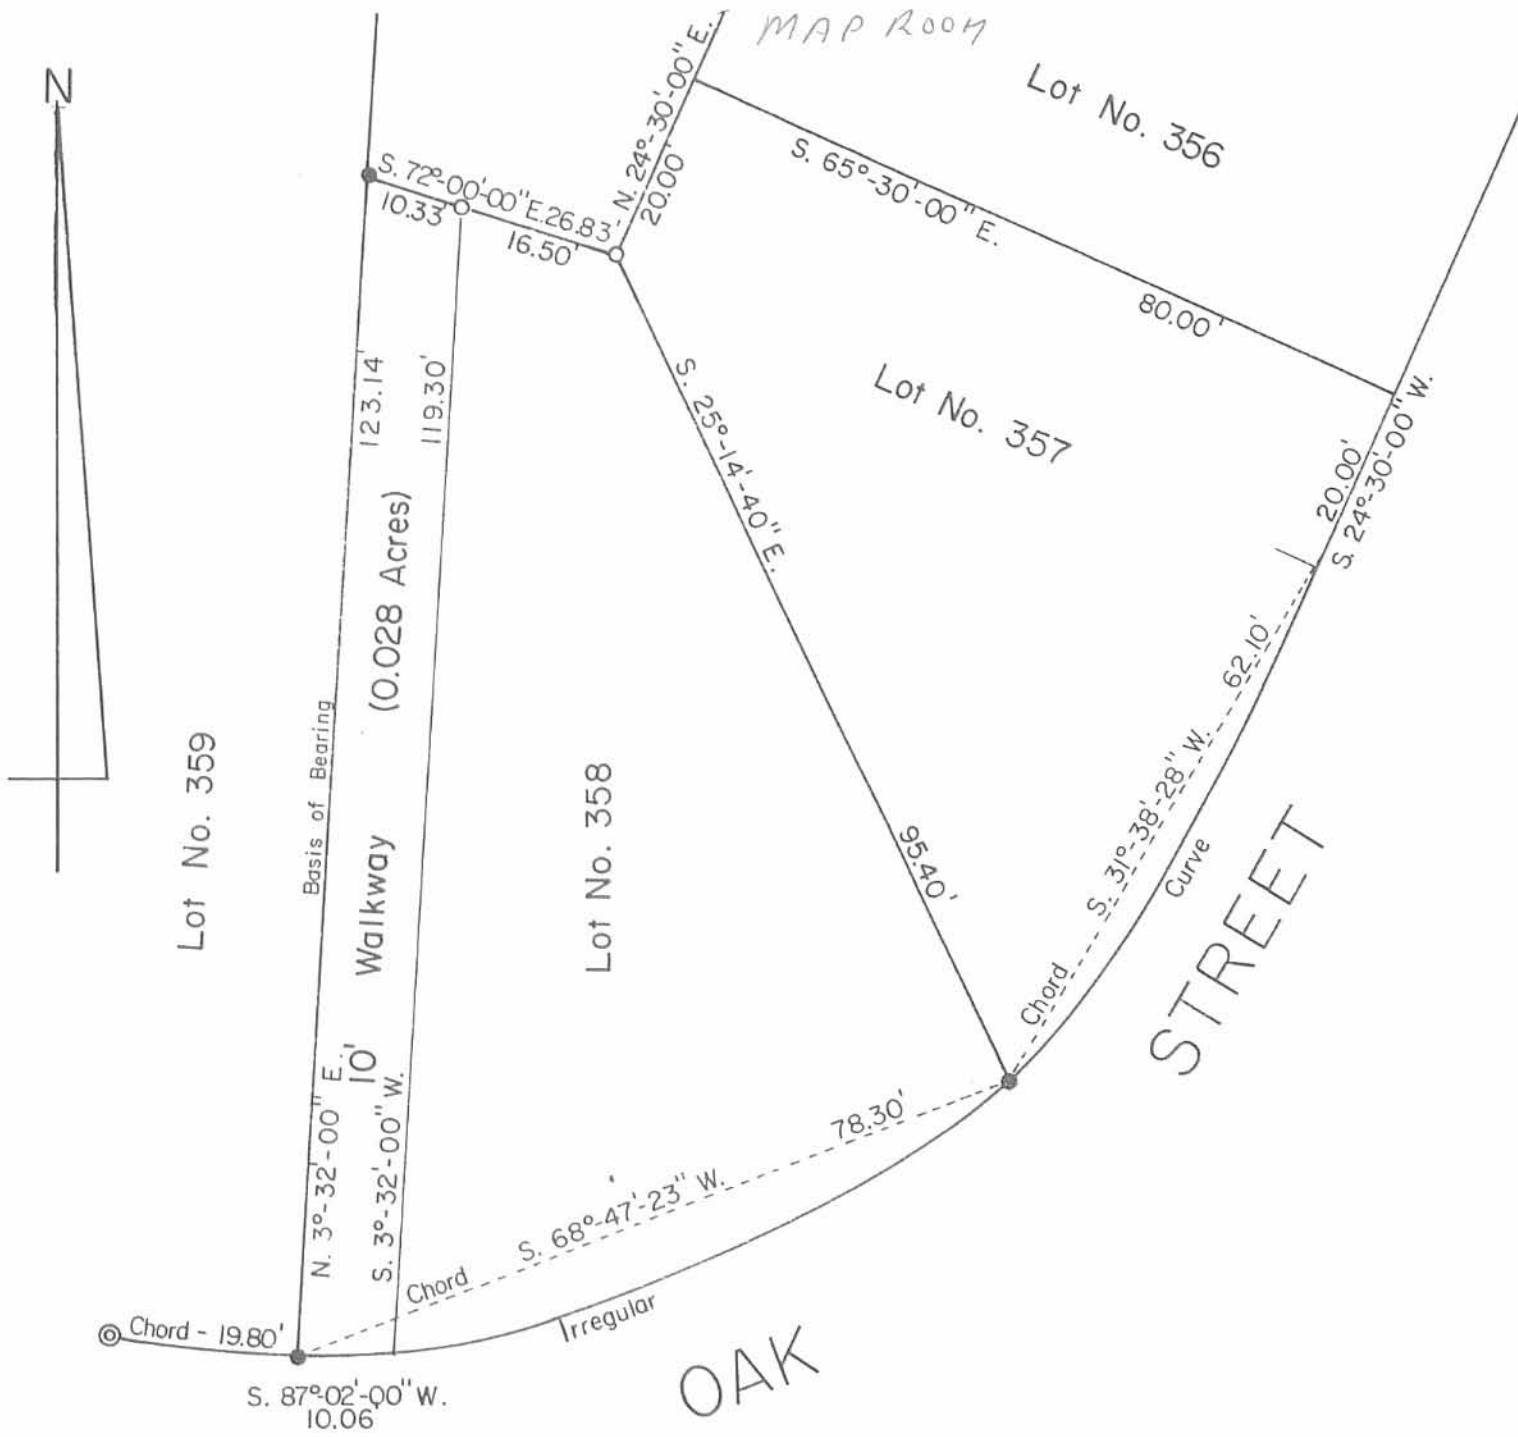 MAP ROOM
N
Lot No. 356
N. 24°-30'-00" E.
20.00'
S. 65°-30'-00" E.
80.00'
S. 72°-00'-00" E. 26.83'
10.33'
16.50'
Lot No. 357
20.00'
S. 24°-30'-00" W.
123.14'
119.30'
S. 25°-14'-40" E.
95.40'
Lot No. 359
Basis of Bearing
N. 3°-32'-00" E.
10' Walkway (0.028 Acres)
S. 3°-32'-00" W.
Lot No. 358
Chord S. 31°-38'-28" W. 62.10'
Curve
Chord S. 68°-47'-23" W. 78.30'
Irregular
Chord - 19.80'
S. 87°-02'-00" W.
10.06'
OAK STREET